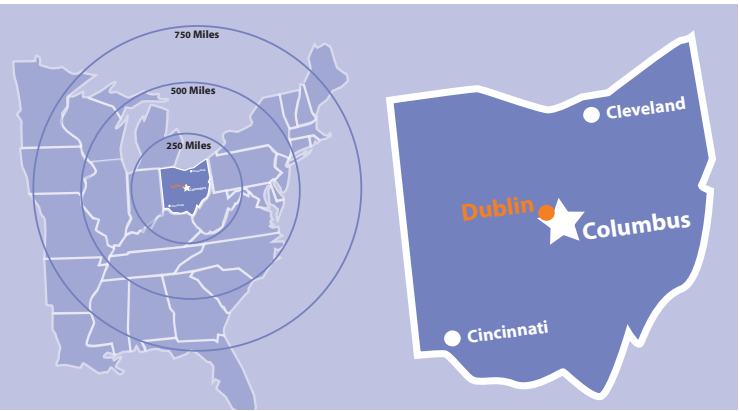 750 Miles
500 Miles
250 Miles
Cleveland
Dublin
Columbus
Cincinnati